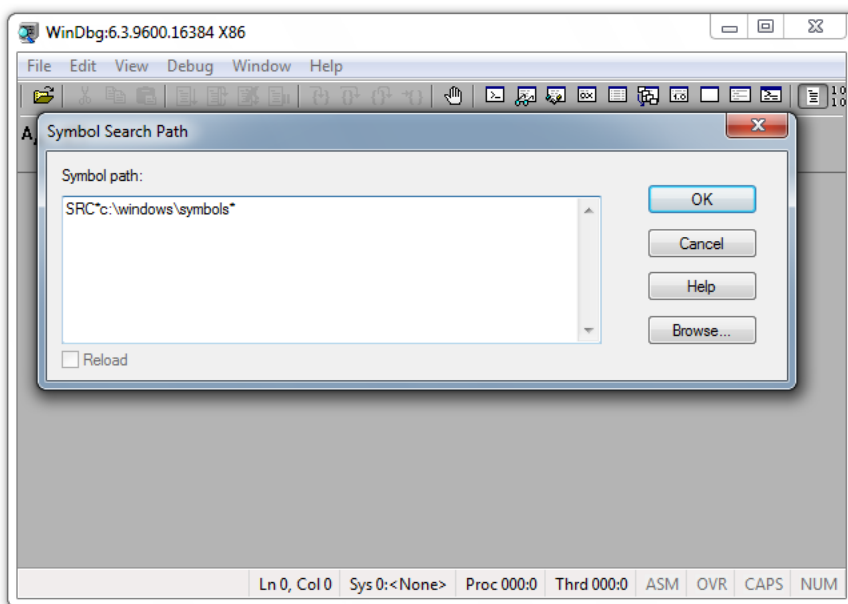 WinDbg:6.3.9600.16384 X86
File Edit View Debug Window Help
Symbol Search Path
Symbol path:
SRC*c:\windows\symbols*
OK
Cancel
Help
Browse...
Reload
Ln 0, Col 0 Sys 0:<None> Proc 000:0 Thrd 000:0 ASM OVR CAPS NUM